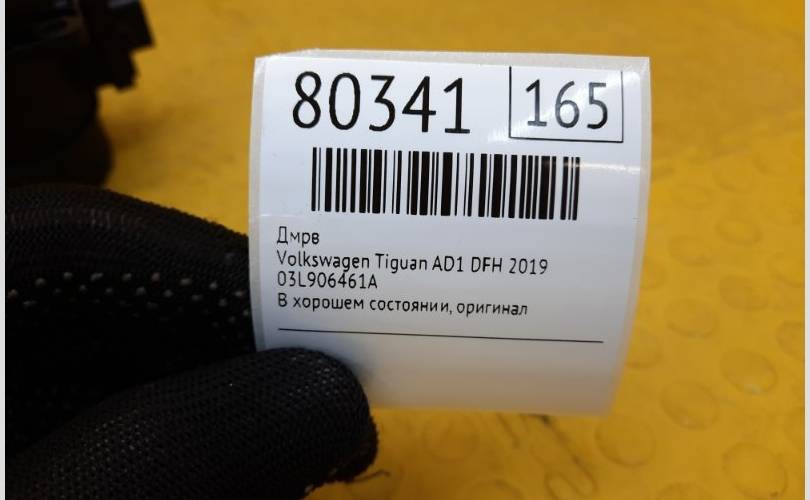 80341 165
Дмрв
Volkswagen Tiguan AD1 DFH 2019
03L906461A
В хорошем состоянии, оригинал